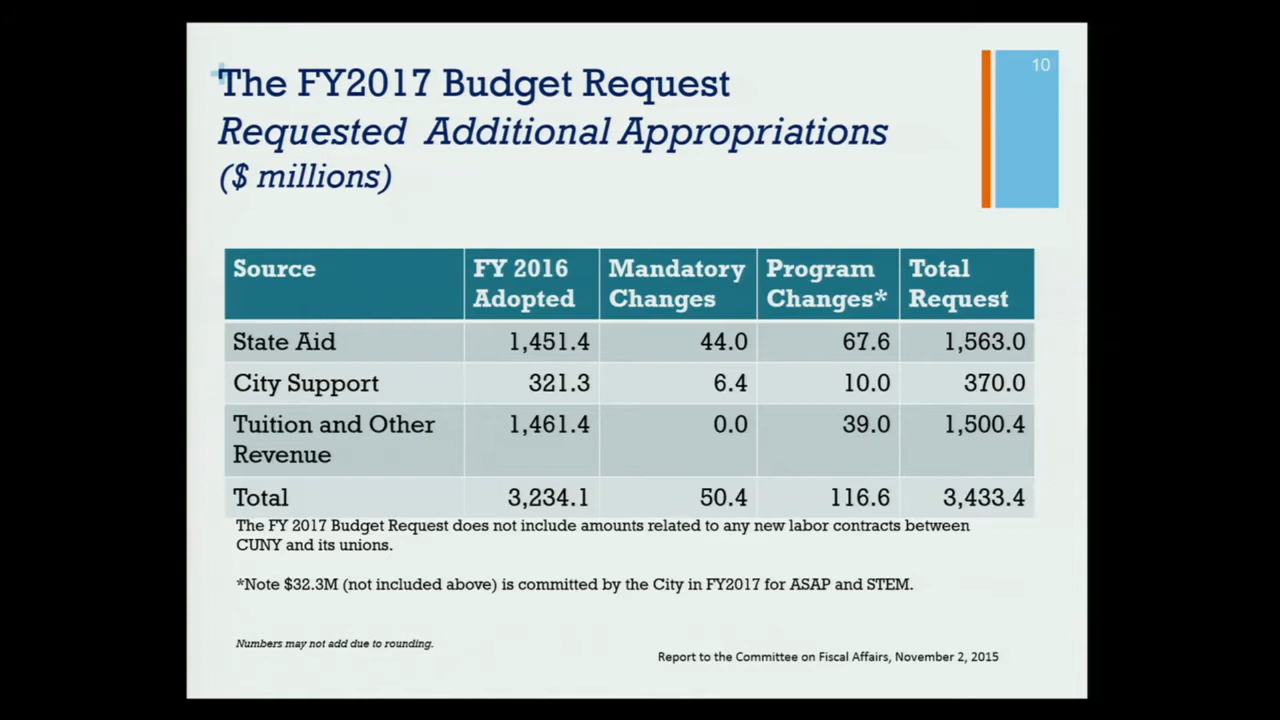 10
The FY2017 Budget Request
Requested Additional Appropriations
($ millions)
Source FY 2016 Adopted Mandatory Changes Program Changes* Total Request
State Aid 1,451.4 44.0 67.6 1,563.0
City Support 321.3 6.4 10.0 370.0
Tuition and Other Revenue 1,461.4 0.0 39.0 1,500.4
Total 3,234.1 50.4 116.6 3,433.4
The FY 2017 Budget Request does not include amounts related to any new labor contracts between
CUNY and its unions.
*Note $32.3M (not included above) is committed by the City in FY2017 for ASAP and STEM.
Numbers may not add due to rounding.
Report to the Committee on Fiscal Affairs, November 2, 2015